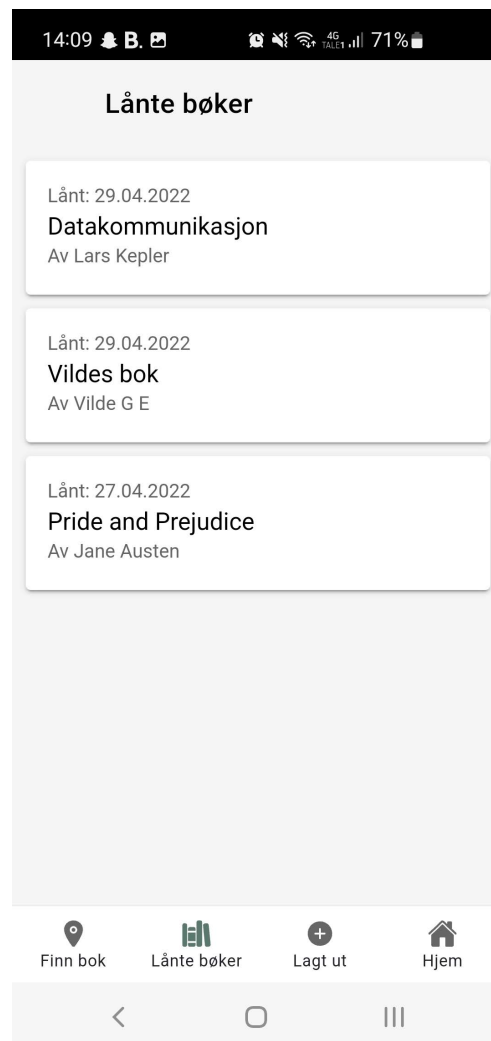 14:09 B. 4G TALE1 71%
Lånte bøker
Lånt: 29.04.2022
Datakommunikasjon
Av Lars Kepler
Lånt: 29.04.2022
Vildes bok
Av Vilde G E
Lånt: 27.04.2022
Pride and Prejudice
Av Jane Austen
Finn bok Lånte bøker Lagt ut Hjem